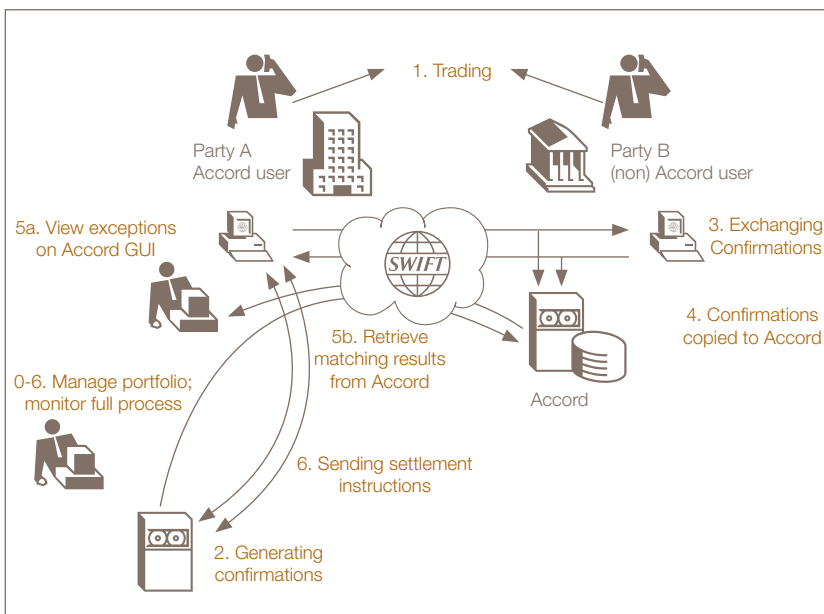 1. Trading
Party A
Accord user
Party B
(non) Accord user
5a. View exceptions
on Accord GUI
SWIFT
3. Exchanging
Confirmations
4. Confirmations
copied to Accord
5b. Retrieve
matching results
from Accord
Accord
0-6. Manage portfolio;
monitor full process
6. Sending settlement
instructions
2. Generating
confirmations